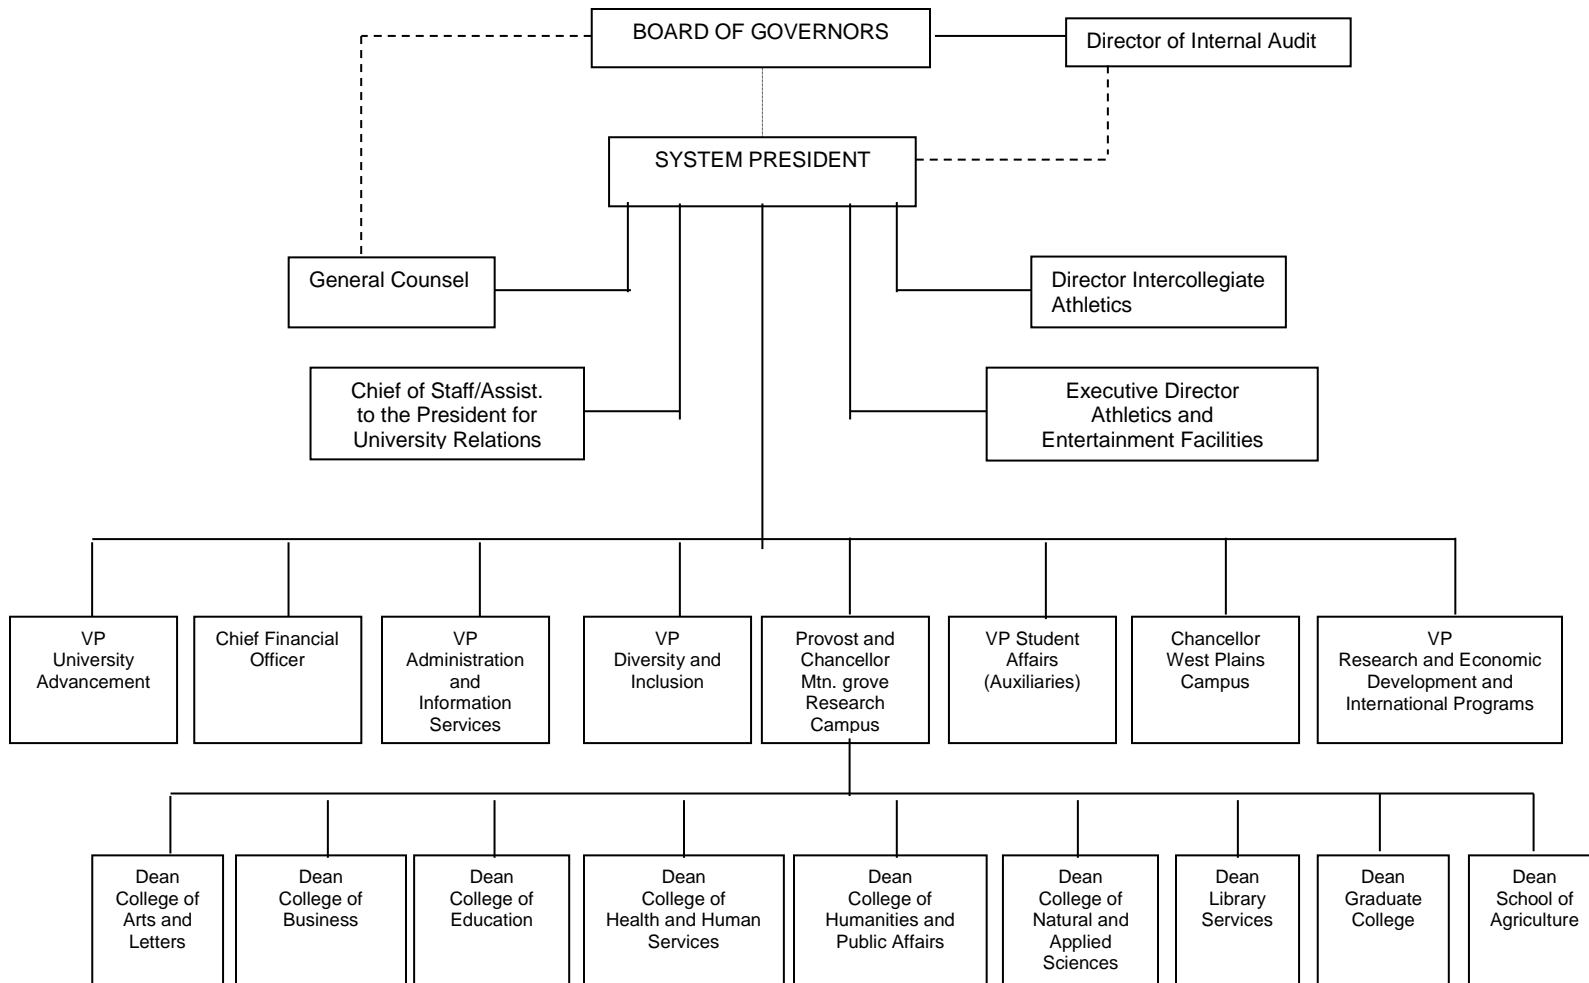 BOARD OF GOVERNORS
Director of Internal Audit
SYSTEM PRESIDENT
General Counsel
Director Intercollegiate
Athletics
Chief of Staff/Assist.
to the President for
University Relations
Executive Director
Athletics and
Entertainment Facilities
VP
University
Advancement
Chief Financial
Officer
VP
Administration
and
Information
Services
VP
Diversity and
Inclusion
Provost and
Chancellor
Mtn. grove
Research
Campus
VP Student
Affairs
(Auxiliaries)
Chancellor
West Plains
Campus
VP
Research and Economic
Development and
International Programs
Dean
College of
Arts and
Letters
Dean
College of
Business
Dean
College of
Education
Dean
College of
Health and Human
Services
Dean
College of
Humanities and
Public Affairs
Dean
College of
Natural and
Applied
Sciences
Dean
Library
Services
Dean
Graduate
College
Dean
School of
Agriculture